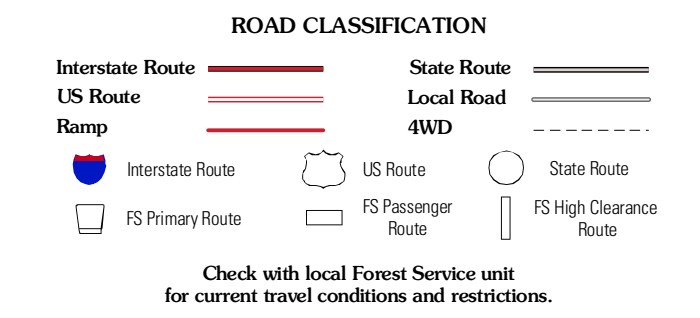 ROAD CLASSIFICATION
Interstate Route
State Route
US Route
Local Road
Ramp
4WD
Interstate Route
US Route
State Route
FS Primary Route
FS Passenger
Route
FS High Clearance
Route
Check with local Forest Service unit
for current travel conditions and restrictions.